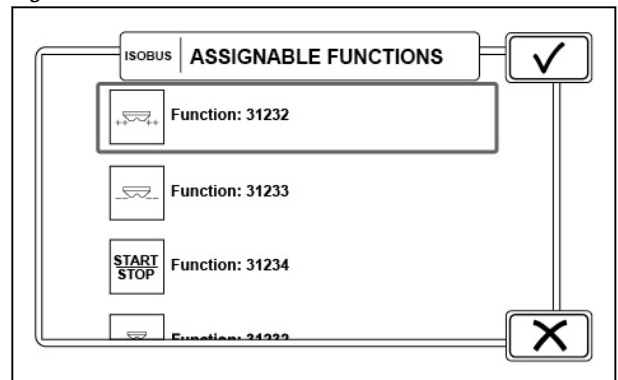 ISOBUS ASSIGNABLE FUNCTIONS
Function: 31232
Function: 31233
START
STOP
Function: 31234